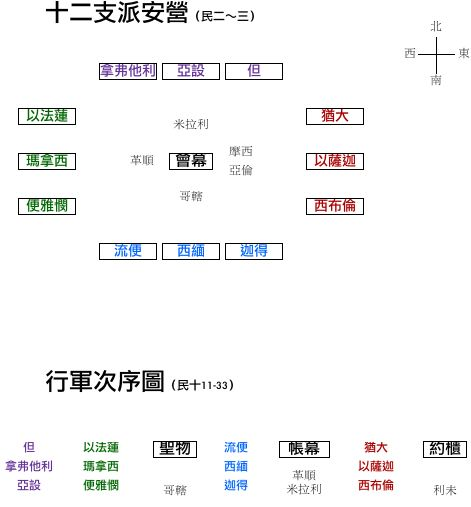 十二支派安營（民二～三）
北
西 東
南
拿弗他利 亞設 但
以法蓮 米拉利 猶大
瑪拿西 革順 會幕 摩西 以薩迦
亞倫
便雅憫 哥轄 西布倫
流便 西緬 迦得
行軍次序圖（民十11-33）
但 以法蓮 聖物 流便 帳幕 猶大 約櫃
拿弗他利 瑪拿西 西緬 革順 以薩迦
亞設 便雅憫 哥轄 迦得 米拉利 西布倫 利未